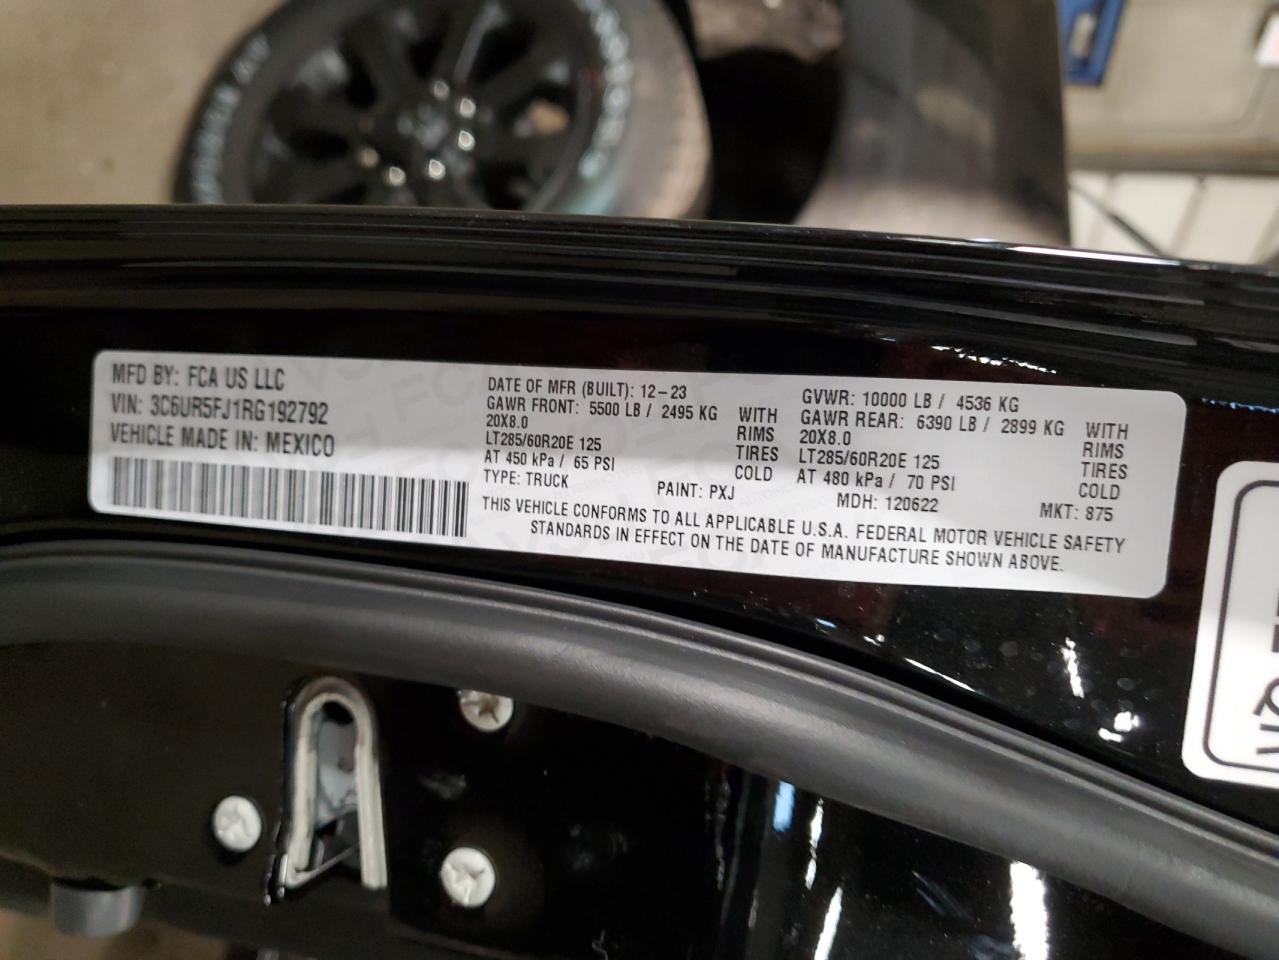 MFD BY: FCA US LLC
VIN: 3C6UR5FJ1RG192792
VEHICLE MADE IN: MEXICO
DATE OF MFR (BUILT): 12-23
GAWR FRONT: 5500 LB / 2495 KG WITH
20X8.0 RIMS
LT285/60R20E 125 TIRES
AT 450 kPa / 65 PSI COLD
GVWR: 10000 LB / 4536 KG
GAWR REAR: 6390 LB / 2899 KG WITH
20X8.0 RIMS
LT285/60R20E 125 TIRES
AT 480 kPa / 70 PSI COLD
TYPE: TRUCK PAINT: PXJ MDH: 120622 MKT: 875
THIS VEHICLE CONFORMS TO ALL APPLICABLE U.S.A. FEDERAL MOTOR VEHICLE SAFETY
STANDARDS IN EFFECT ON THE DATE OF MANUFACTURE SHOWN ABOVE.